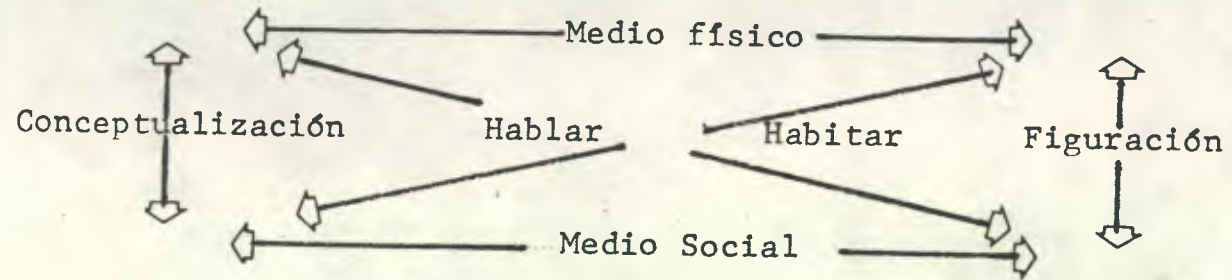 Medio físico
Conceptualización Hablar Habitar Figuración
Medio Social